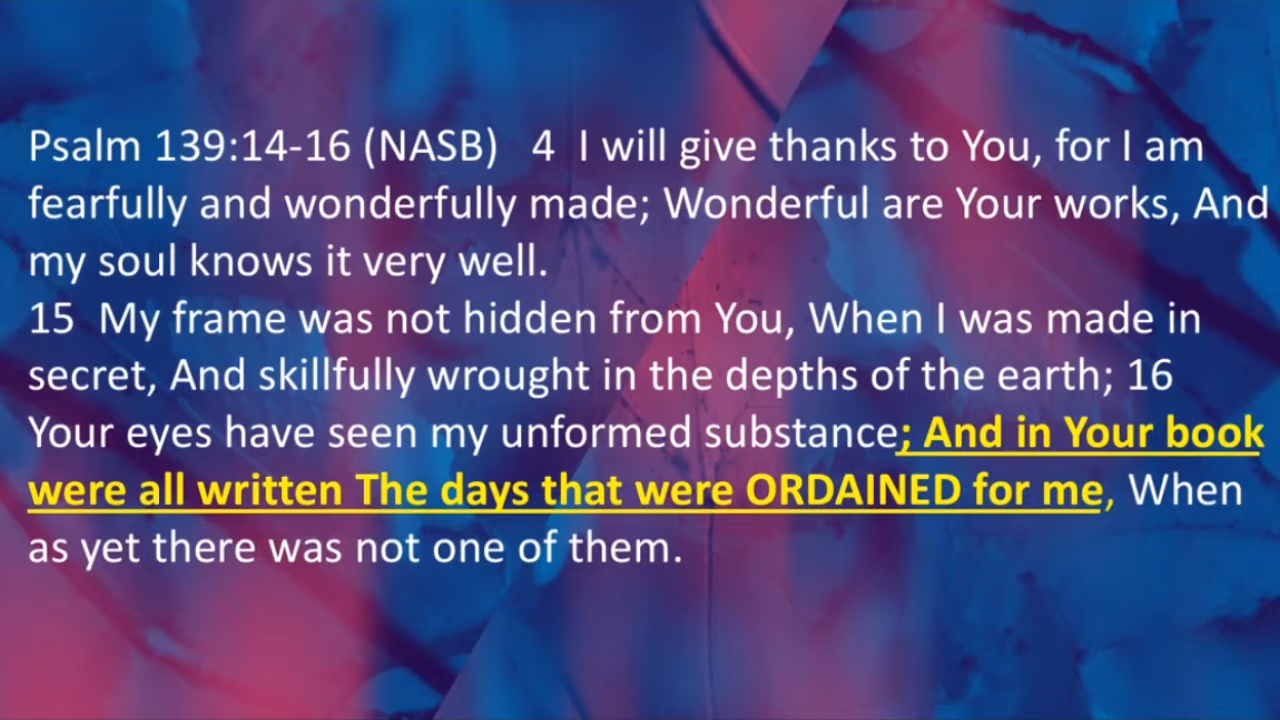 Psalm 139:14-16 (NASB) 4 I will give thanks to You, for I am
fearfully and wonderfully made; Wonderful are Your works, And
my soul knows it very well.
15 My frame was not hidden from You, When I was made in
secret, And skillfully wrought in the depths of the earth; 16
Your eyes have seen my unformed substance; And in Your book
were all written The days that were ORDAINED for me, When
as yet there was not one of them.